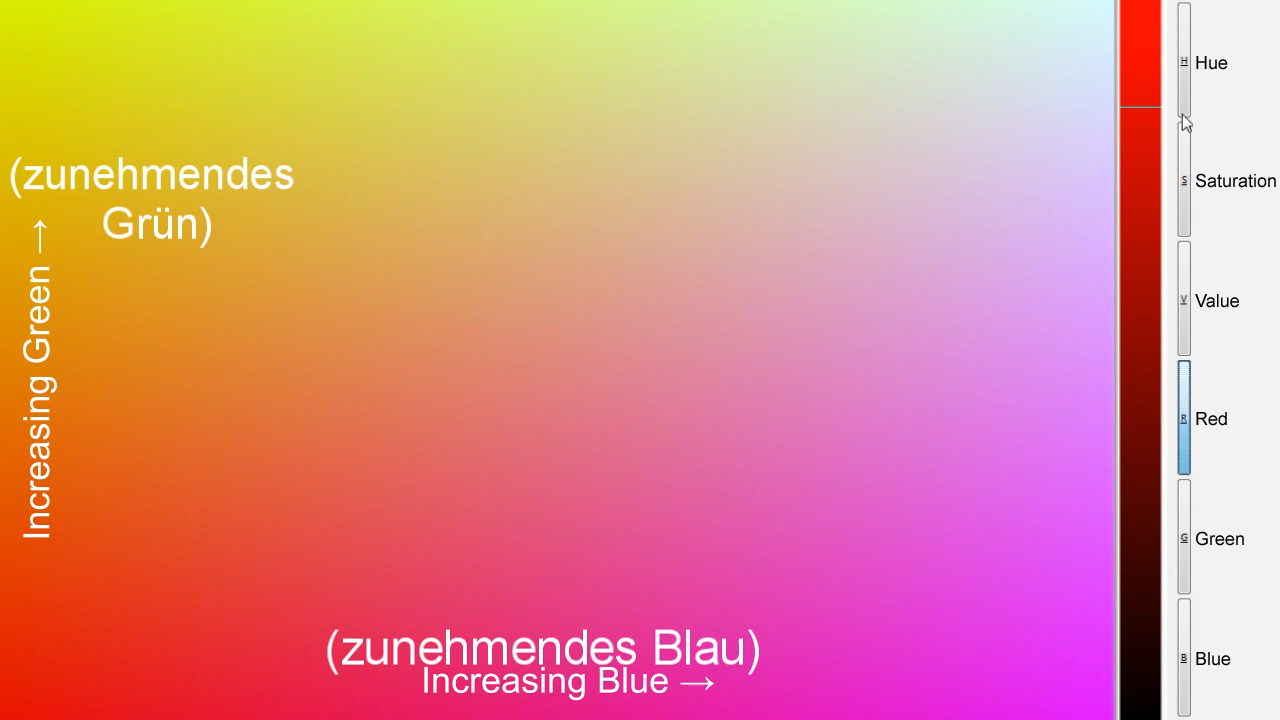 (zunehmendes
Grün)
Increasing Green →
(zunehmendes Blau)
Increasing Blue →
H Hue
S Saturation
V Value
R Red
G Green
B Blue